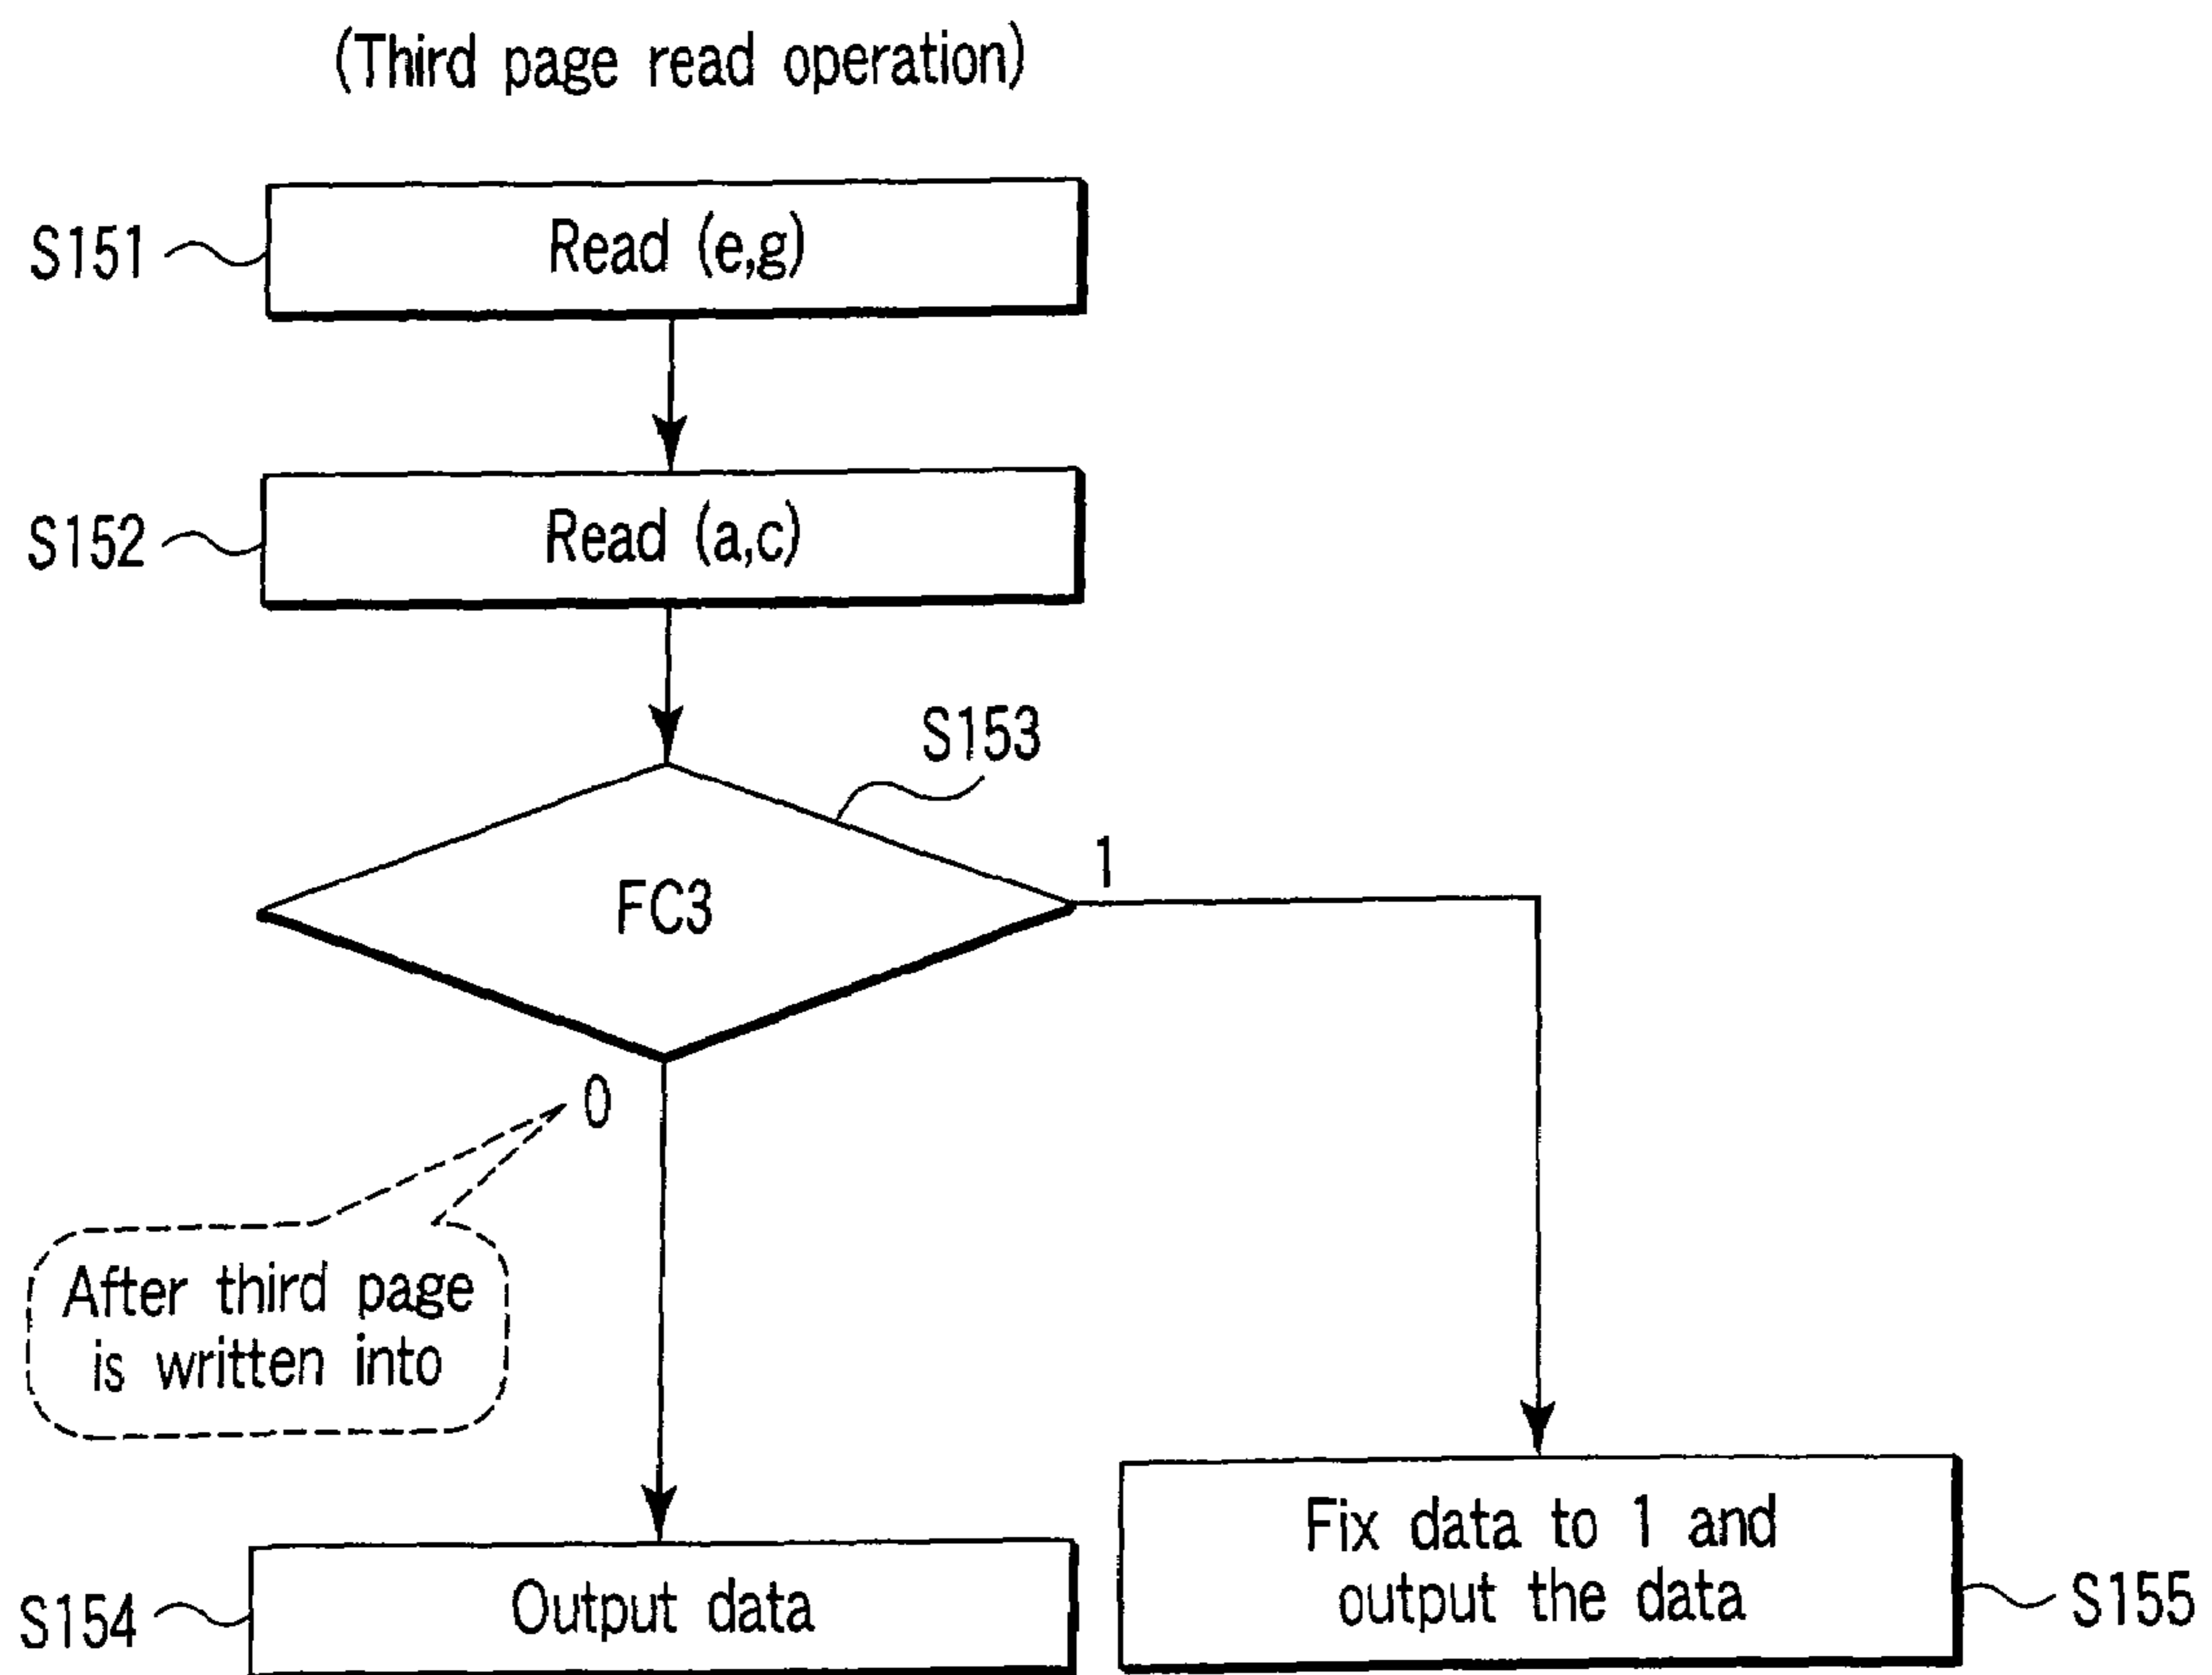 (Third page read operation)
S151
Read (e,g)
S152
Read (a,c)
S153
FC3
1
0
After third page
is written into
S154
Output data
Fix data to 1 and
output the data
S155